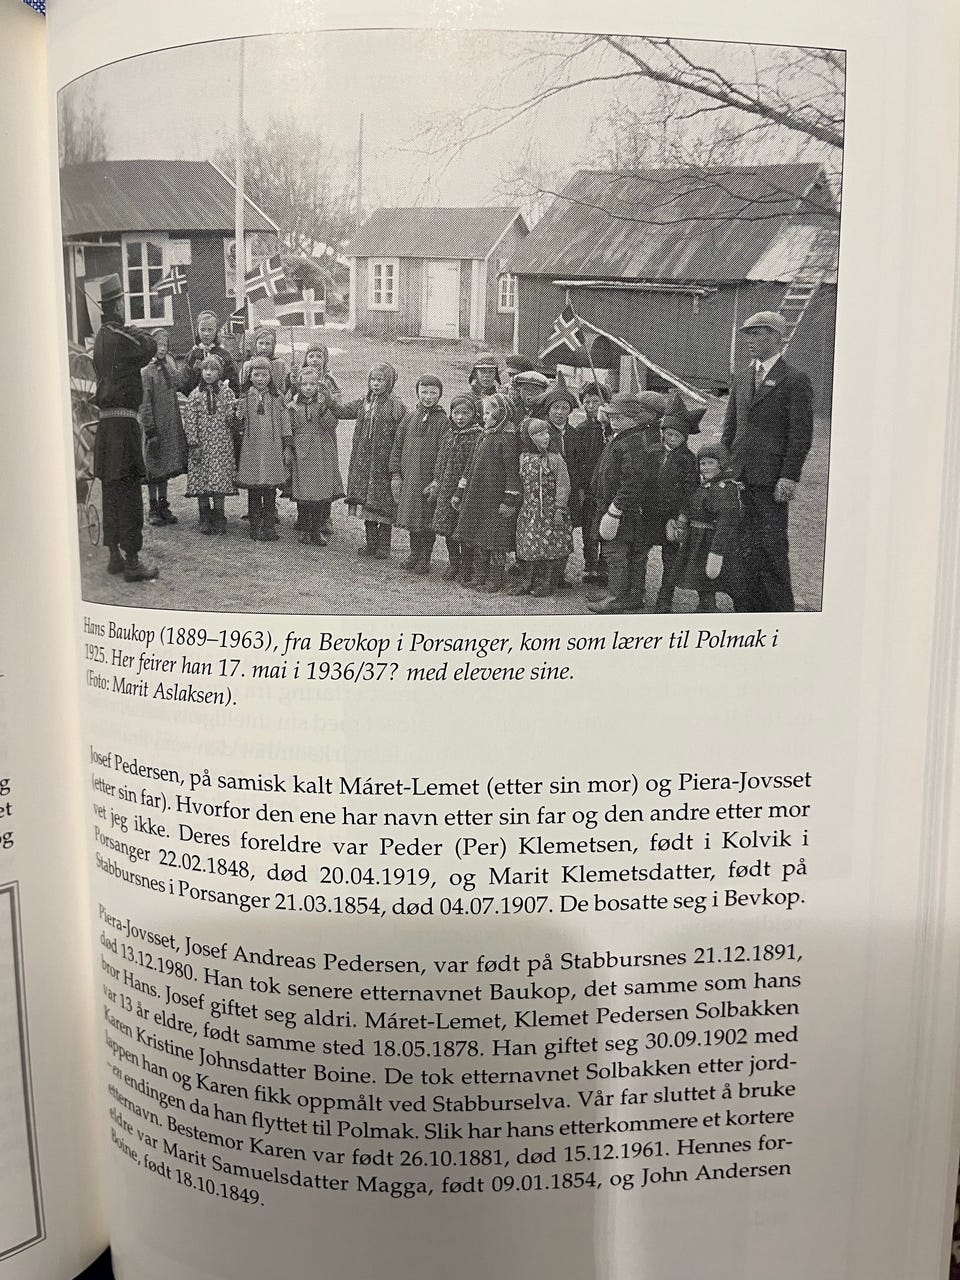 Hans Baukop (1889–1963), fra Bevkop i Porsanger, kom som lærer til Polmak i
1925. Her feirer han 17. mai i 1936/37? med elevene sine.
(Foto: Marit Aslaksen).
Josef Pedersen, på samisk kalt Máret-Lemet (etter sin mor) og Piera-Jovsset
(etter sin far). Hvorfor den ene har navn etter sin far og den andre etter mor
vet jeg ikke. Deres foreldre var Peder (Per) Klemetsen, født i Kolvik i
Porsanger 22.02.1848, død 20.04.1919, og Marit Klemetsdatter, født på
Stabbursnes i Porsanger 21.03.1854, død 04.07.1907. De bosatte seg i Bevkop.
Piera-Jovsset, Josef Andreas Pedersen, var født på Stabbursnes 21.12.1891,
død 13.12.1980. Han tok senere etternavnet Baukop, det samme som hans
bror Hans. Josef giftet seg aldri. Máret-Lemet, Klemet Pedersen Solbakken
var 13 år eldre, født samme sted 18.05.1878. Han giftet seg 30.09.1902 med
Karen Kristine Johnsdatter Boine. De tok etternavnet Solbakken etter jord-
lappen han og Karen fikk oppmålt ved Stabburselva. Vår far sluttet å bruke
–en endingen da han flyttet til Polmak. Slik har hans etterkommere et kortere
etternavn. Bestemor Karen var født 26.10.1881, død 15.12.1961. Hennes for-
eldre var Marit Samuelsdatter Magga, født 09.01.1854, og John Andersen
Boine, født 18.10.1849.